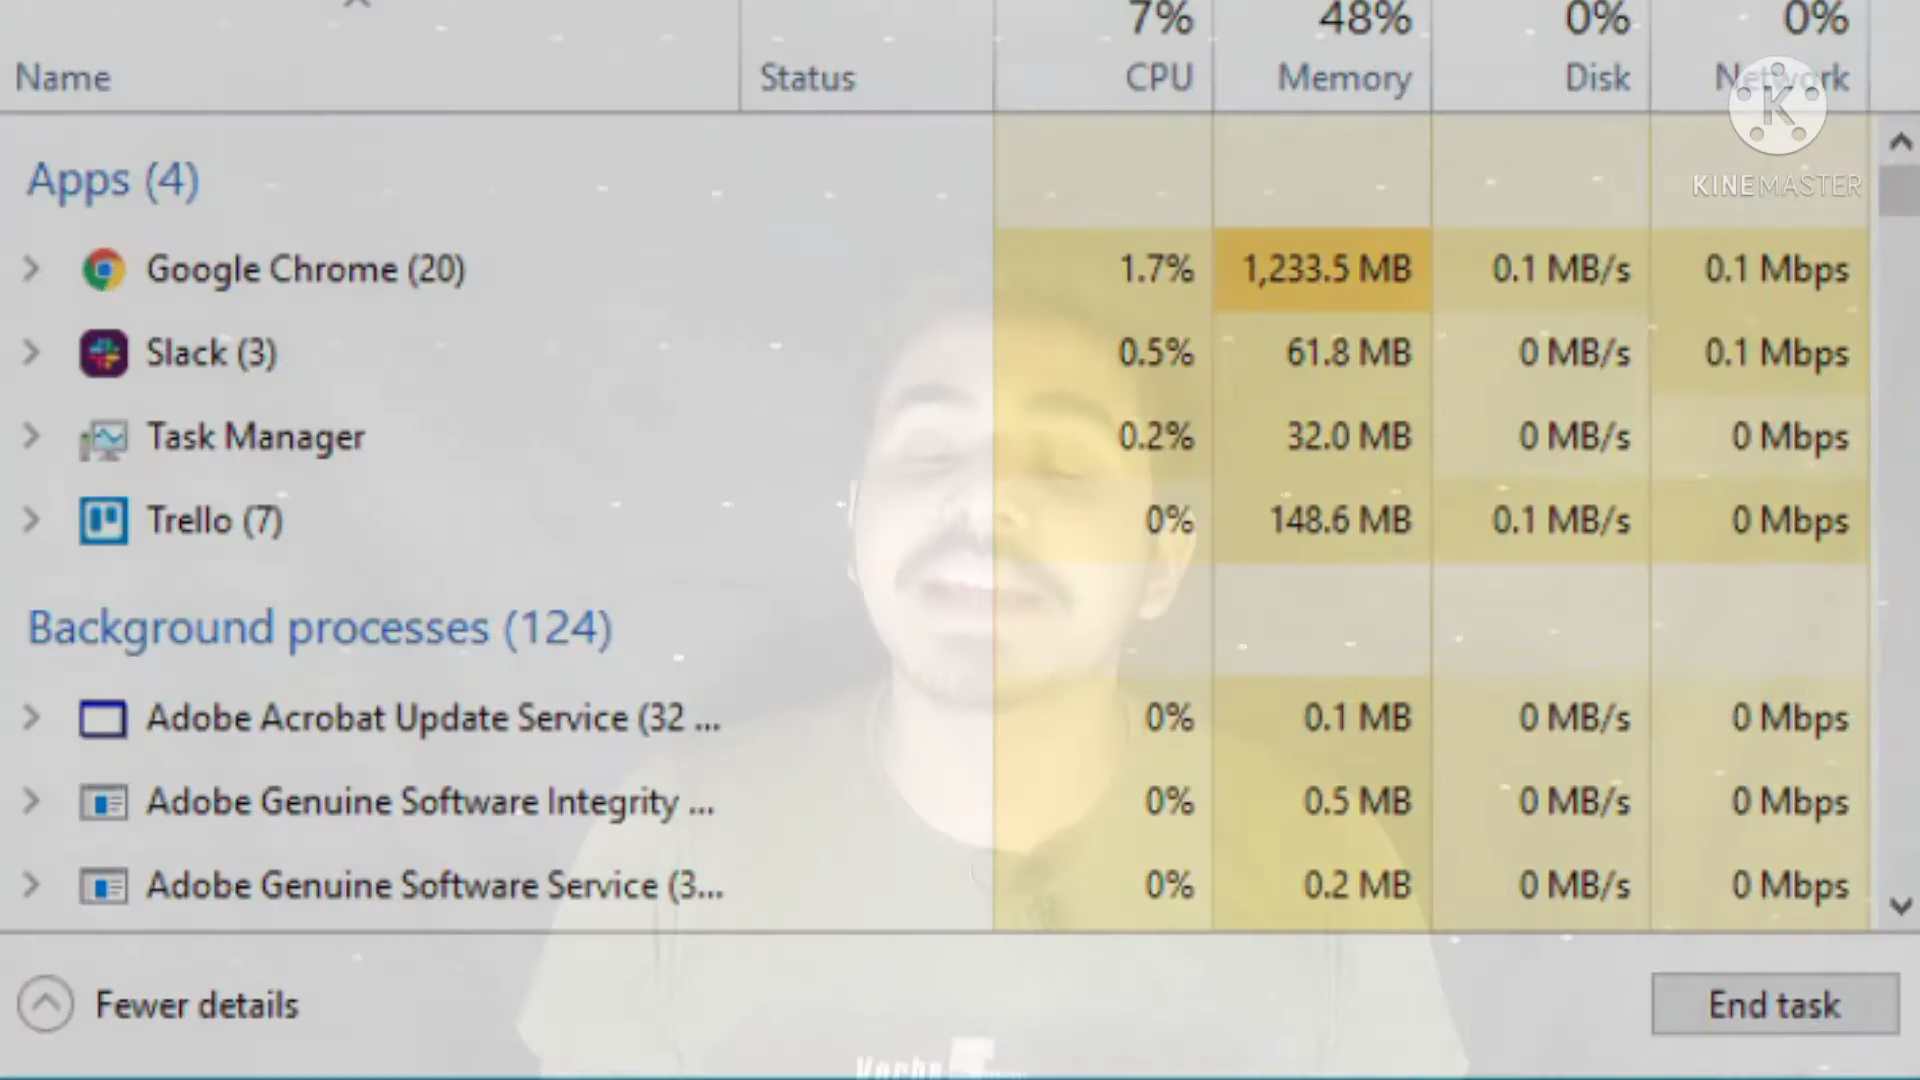 7% 48% 0% 0%
Name Status CPU Memory Disk Network
KINEMASTER
Apps (4)
Google Chrome (20) 1.7% 1,233.5 MB 0.1 MB/s 0.1 Mbps
Slack (3) 0.5% 61.8 MB 0 MB/s 0.1 Mbps
Task Manager 0.2% 32.0 MB 0 MB/s 0 Mbps
Trello (7) 0% 148.6 MB 0.1 MB/s 0 Mbps
Background processes (124)
Adobe Acrobat Update Service (32 ... 0% 0.1 MB 0 MB/s 0 Mbps
Adobe Genuine Software Integrity ... 0% 0.5 MB 0 MB/s 0 Mbps
Adobe Genuine Software Service (3... 0% 0.2 MB 0 MB/s 0 Mbps
Fewer details End task